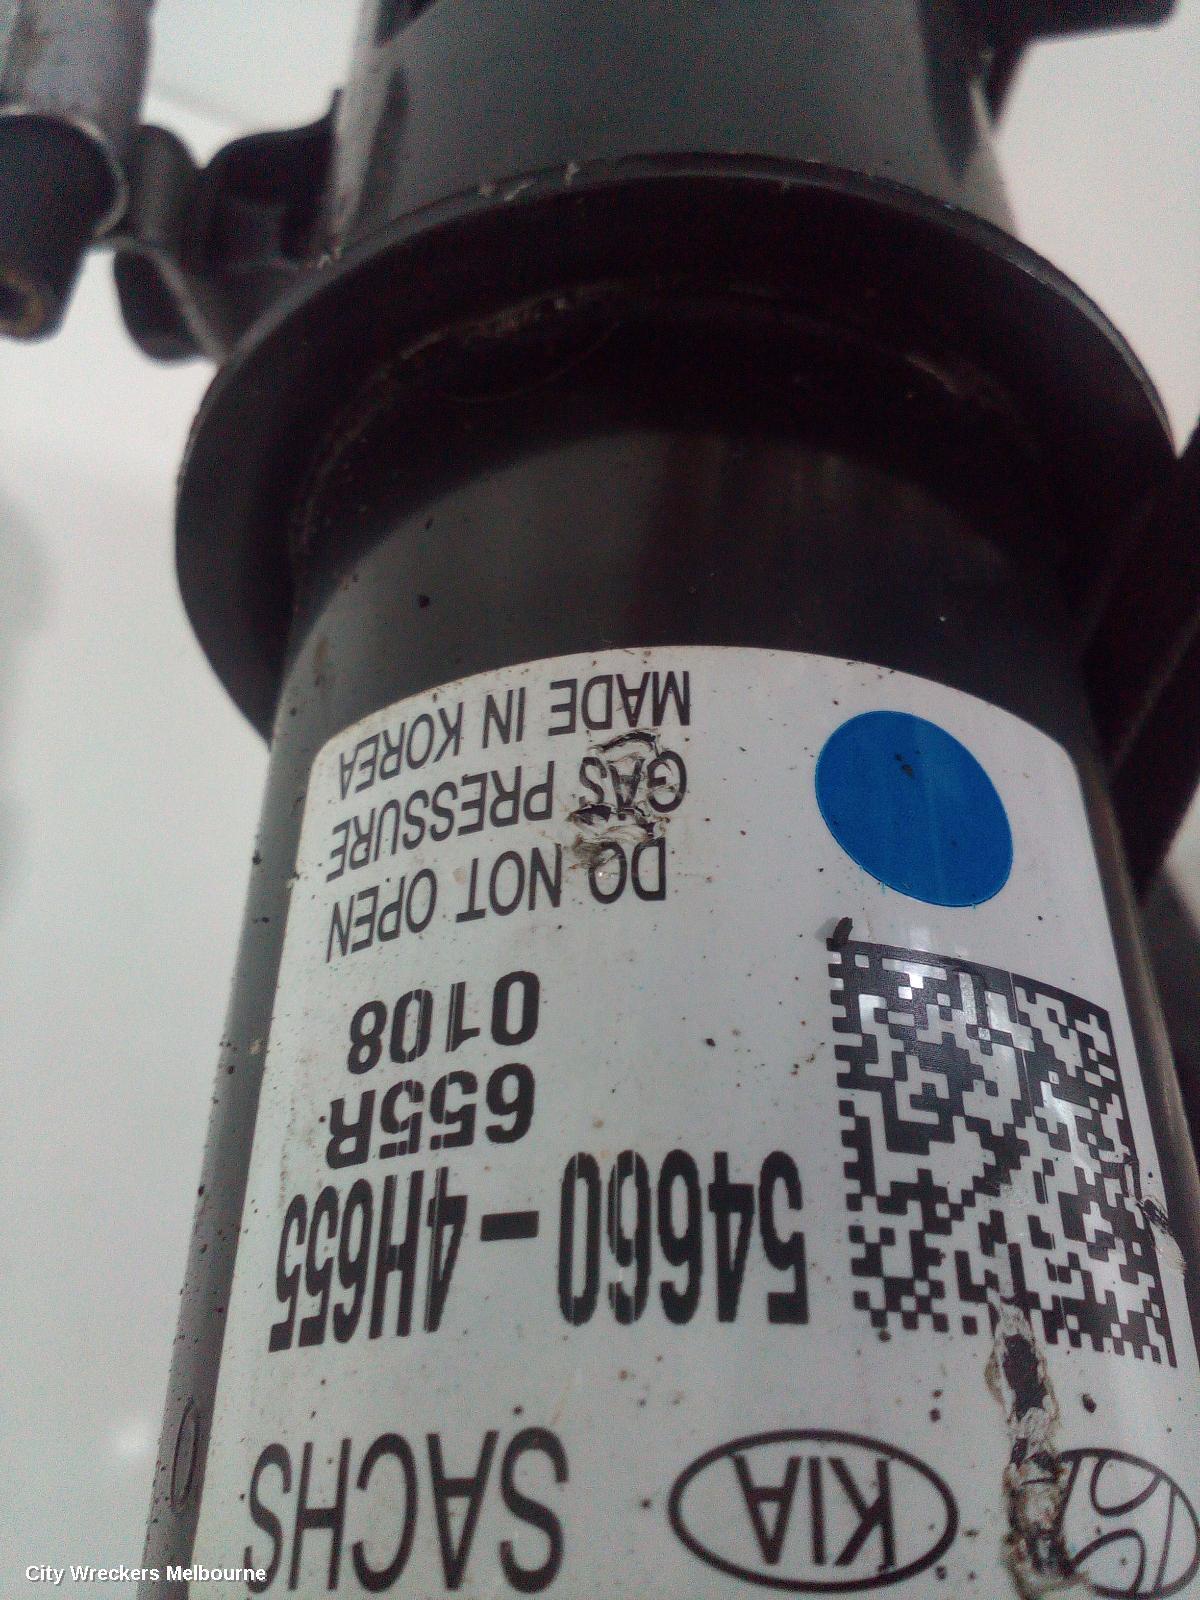 SACHS
KIA
54660-4H655
655R
0108
DO NOT OPEN
GAS PRESSURE
MADE IN KOREA
City Wreckers Melbourne